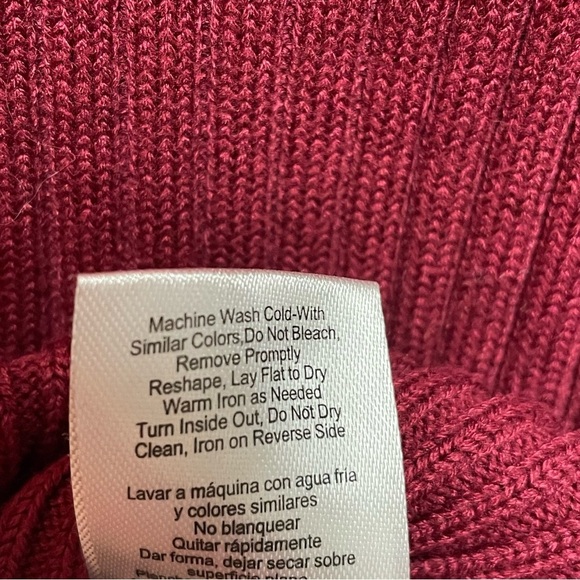 Machine Wash Cold-With
Similar Colors,Do Not Bleach,
Remove Promptly
Reshape, Lay Flat to Dry
Warm Iron as Needed
Turn Inside Out, Do Not Dry
Clean, Iron on Reverse Side
Lavar a máquina con agua fria
y colores similares
No blanquear
Quitar rápidamente
Dar forma, dejar secar sobre
superficie plana